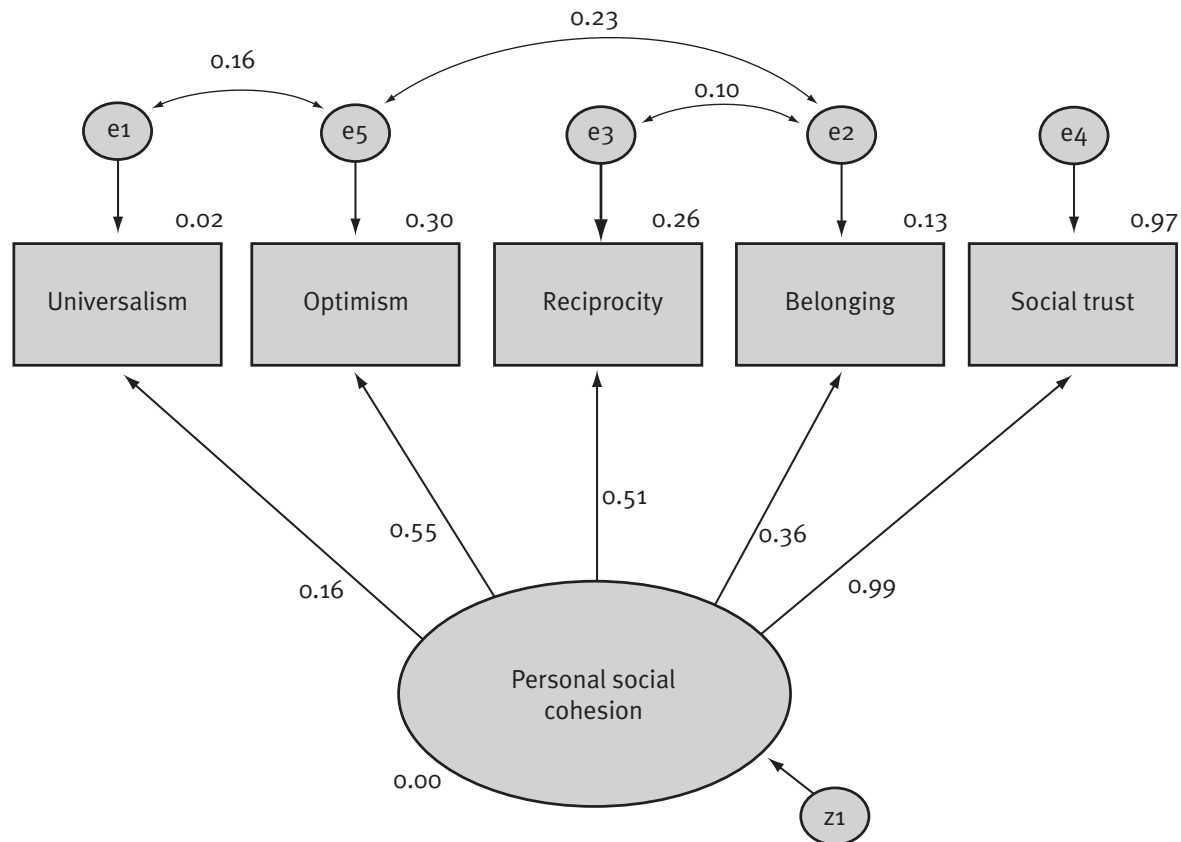 0.23
0.16
0.10
e1
e5
e3
e2
e4
0.02
0.30
0.26
0.13
0.97
Universalism
Optimism
Reciprocity
Belonging
Social trust
0.51
0.55
0.36
0.16
0.99
Personal social
cohesion
0.00
z1